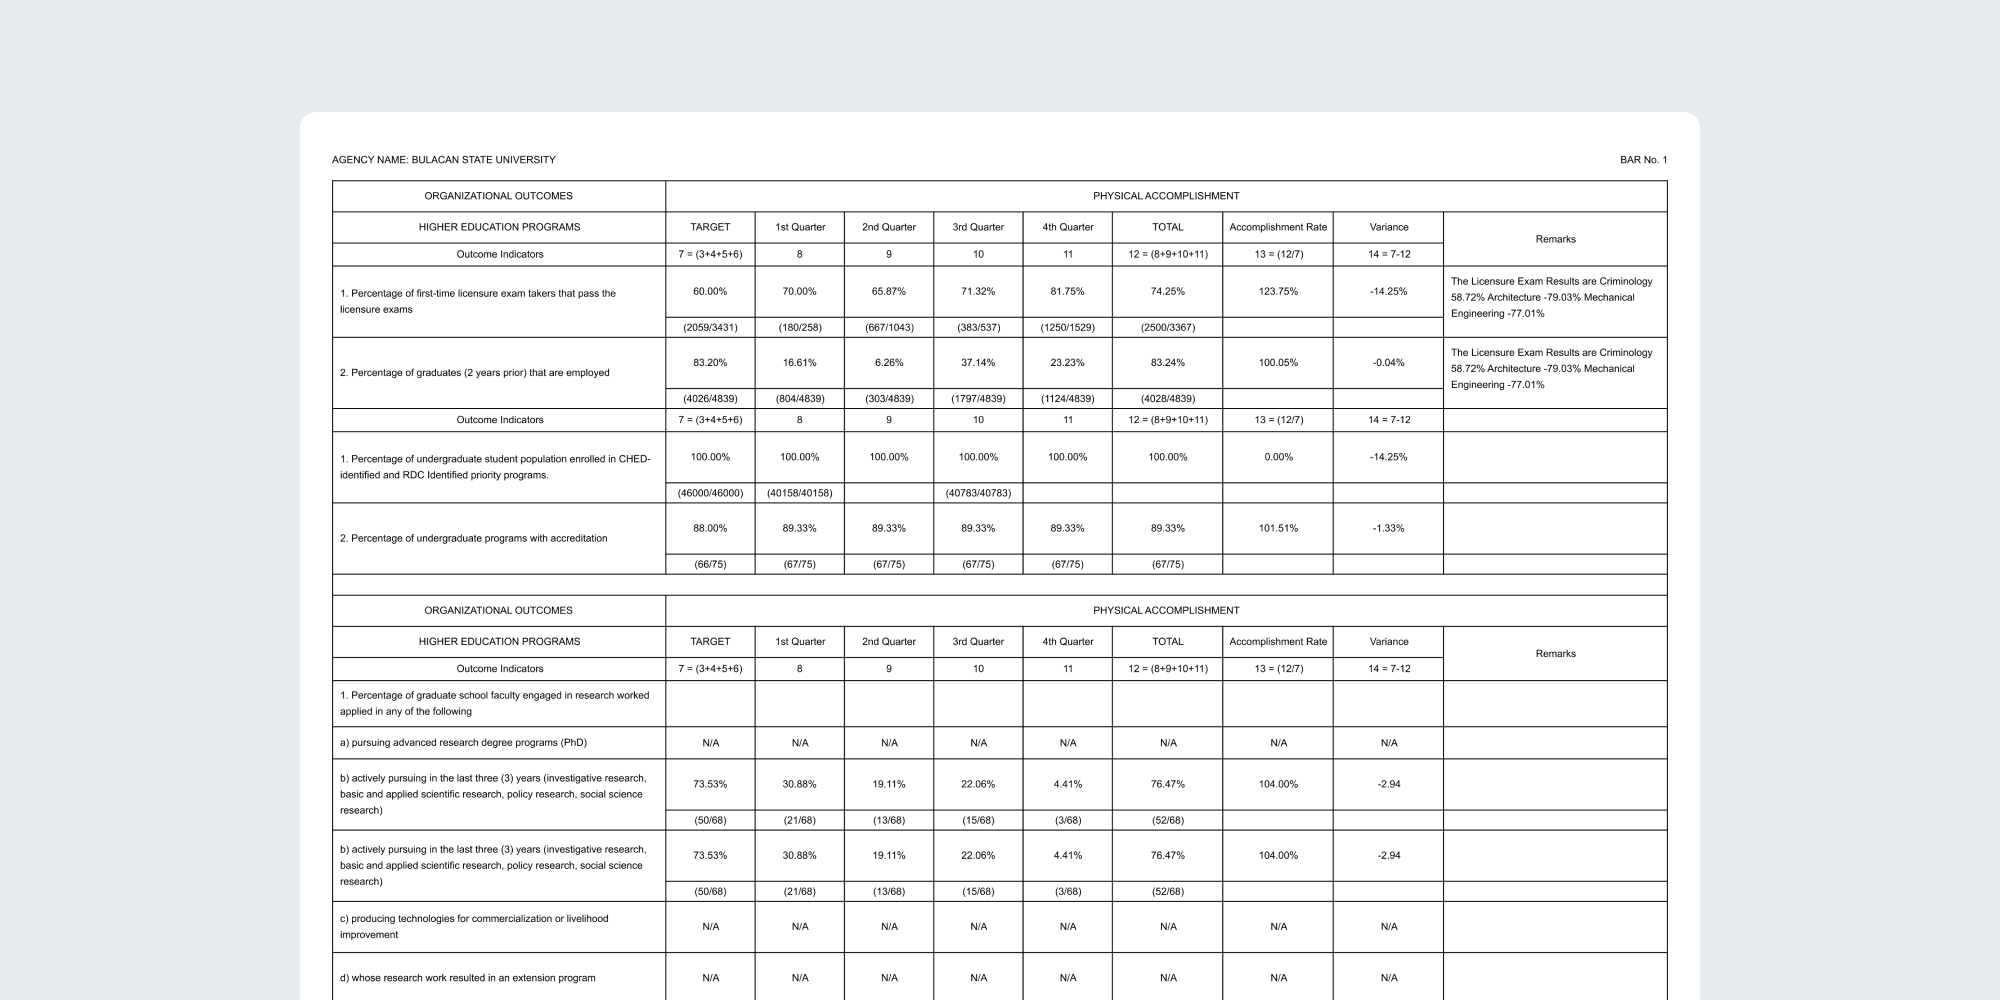 AGENCY NAME: BULACAN STATE UNIVERSITY BAR No. 1
ORGANIZATIONAL OUTCOMES PHYSICAL ACCOMPLISHMENT
HIGHER EDUCATION PROGRAMS TARGET 1st Quarter 2nd Quarter 3rd Quarter 4th Quarter TOTAL Accomplishment Rate Variance Remarks
Outcome Indicators 7 = (3+4+5+6) 8 9 10 11 12 = (8+9+10+11) 13 = (12/7) 14 = 7-12
1. Percentage of first-time licensure exam takers that pass the
licensure exams
60.00% 70.00% 65.87% 71.32% 81.75% 74.25% 123.75% -14.25%
The Licensure Exam Results are Criminology
58.72% Architecture -79.03% Mechanical
Engineering -77.01%
(2059/3431) (180/258) (667/1043) (383/537) (1250/1529) (2500/3367)
2. Percentage of graduates (2 years prior) that are employed
83.20% 16.61% 6.26% 37.14% 23.23% 83.24% 100.05% -0.04%
The Licensure Exam Results are Criminology
58.72% Architecture -79.03% Mechanical
Engineering -77.01%
(4026/4839) (804/4839) (303/4839) (1797/4839) (1124/4839) (4028/4839)
Outcome Indicators 7 = (3+4+5+6) 8 9 10 11 12 = (8+9+10+11) 13 = (12/7) 14 = 7-12
1. Percentage of undergraduate student population enrolled in CHED-
identified and RDC Identified priority programs.
100.00% 100.00% 100.00% 100.00% 100.00% 100.00% 0.00% -14.25%
(46000/46000) (40158/40158) (40783/40783)
2. Percentage of undergraduate programs with accreditation
88.00% 89.33% 89.33% 89.33% 89.33% 89.33% 101.51% -1.33%
(66/75) (67/75) (67/75) (67/75) (67/75) (67/75)
ORGANIZATIONAL OUTCOMES PHYSICAL ACCOMPLISHMENT
HIGHER EDUCATION PROGRAMS TARGET 1st Quarter 2nd Quarter 3rd Quarter 4th Quarter TOTAL Accomplishment Rate Variance Remarks
Outcome Indicators 7 = (3+4+5+6) 8 9 10 11 12 = (8+9+10+11) 13 = (12/7) 14 = 7-12
1. Percentage of graduate school faculty engaged in research worked
applied in any of the following
a) pursuing advanced research degree programs (PhD) N/A N/A N/A N/A N/A N/A N/A N/A
b) actively pursuing in the last three (3) years (investigative research,
basic and applied scientific research, policy research, social science
research)
73.53% 30.88% 19.11% 22.06% 4.41% 76.47% 104.00% -2.94
(50/68) (21/68) (13/68) (15/68) (3/68) (52/68)
b) actively pursuing in the last three (3) years (investigative research,
basic and applied scientific research, policy research, social science
research)
73.53% 30.88% 19.11% 22.06% 4.41% 76.47% 104.00% -2.94
(50/68) (21/68) (13/68) (15/68) (3/68) (52/68)
c) producing technologies for commercialization or livelihood
improvement
N/A N/A N/A N/A N/A N/A N/A N/A
d) whose research work resulted in an extension program N/A N/A N/A N/A N/A N/A N/A N/A